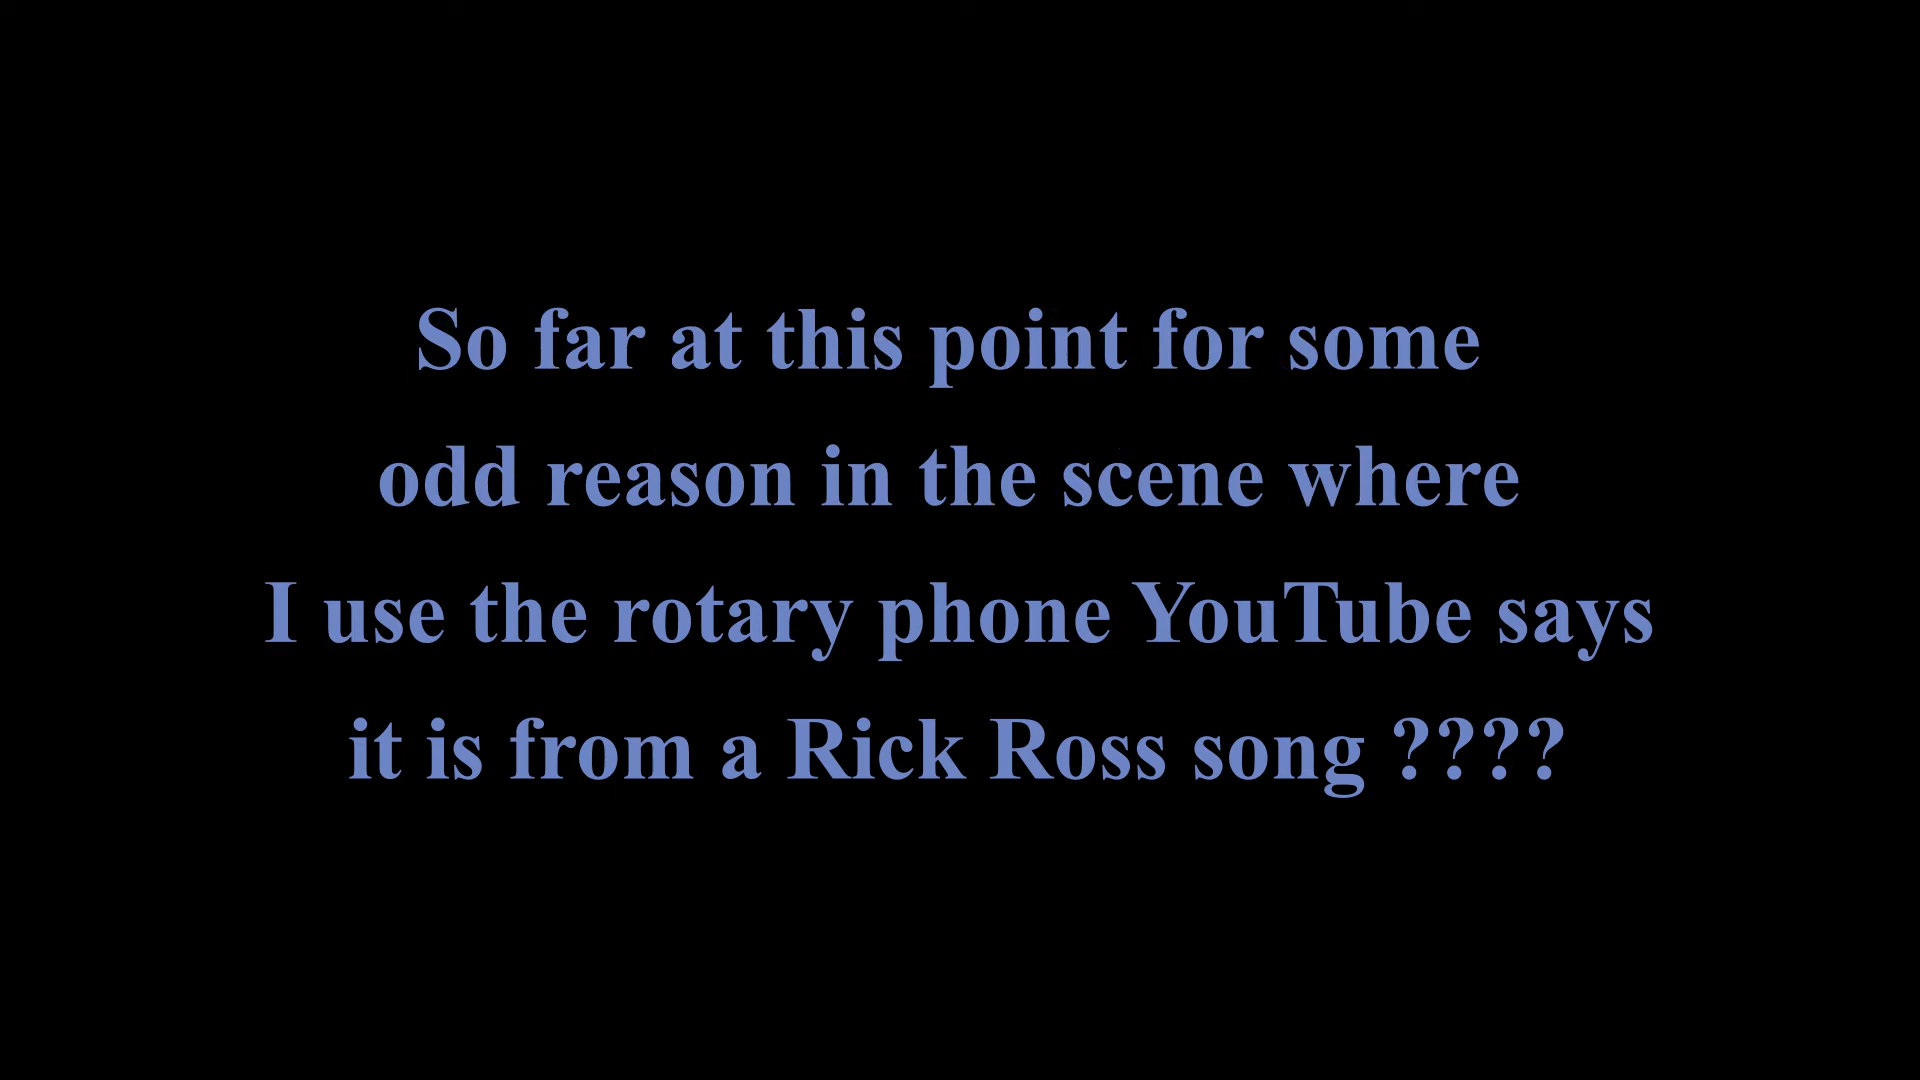 So far at this point for some
odd reason in the scene where
I use the rotary phone YouTube says
it is from a Rick Ross song ????